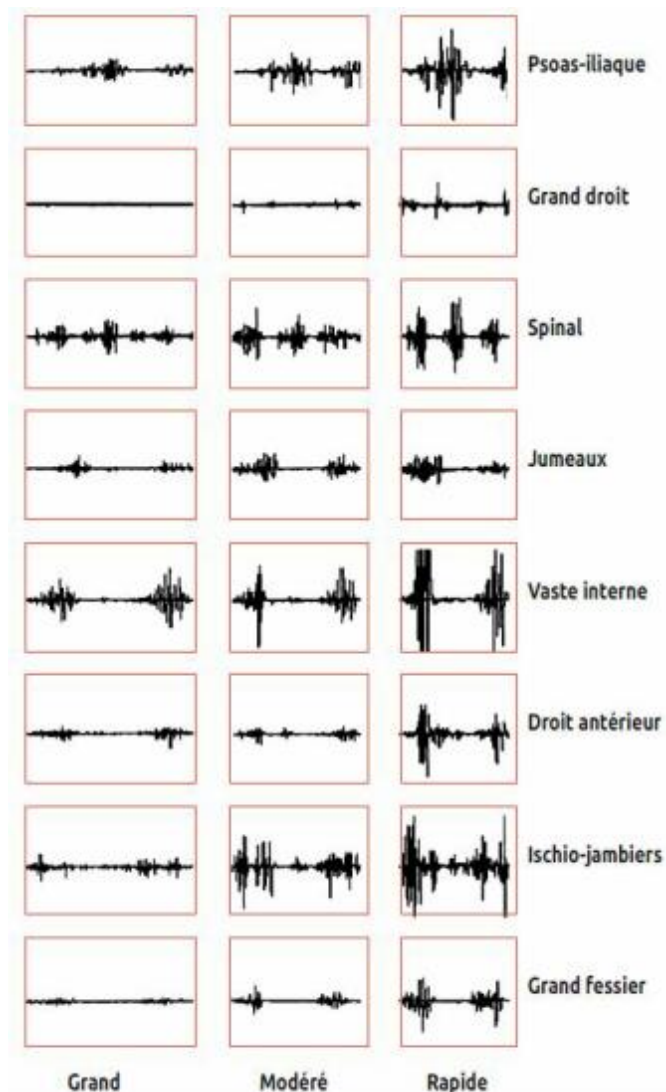 Psoas-iliaque
Grand droit
Spinal
Jumeaux
Vaste interne
Droit antérieur
Ischio-jambiers
Grand fessier
Grand Modéré Rapide